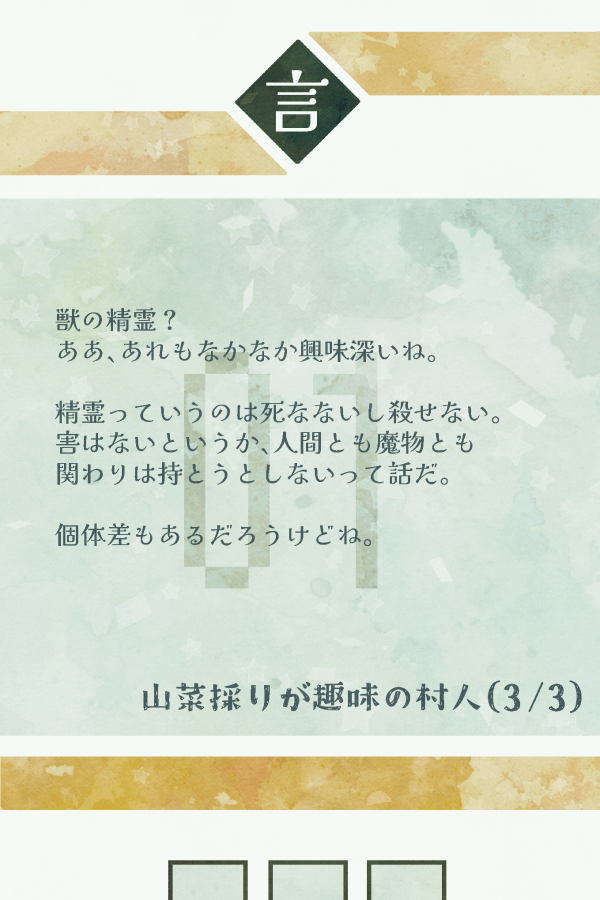 言
獣の精霊？
ああ、あれもなかなか興味深いね。
精霊っていうのは死なないし殺せない。
害はないというか、人間とも魔物とも
関わりは持とうとしないって話だ。
個体差もあるだろうけどね。
07
山菜採りが趣味の村人(3/3)